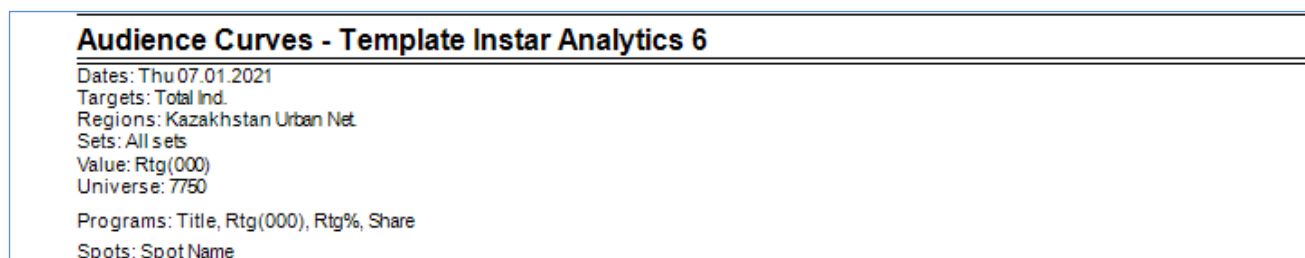 Audience Curves - Template Instar Analytics 6
Dates: Thu 07.01.2021
Targets: Total Ind.
Regions: Kazakhstan Urban Net.
Sets: All sets
Value: Rtg(000)
Universe: 7750
Programs: Title, Rtg(000), Rtg%, Share
Spots: Spot Name